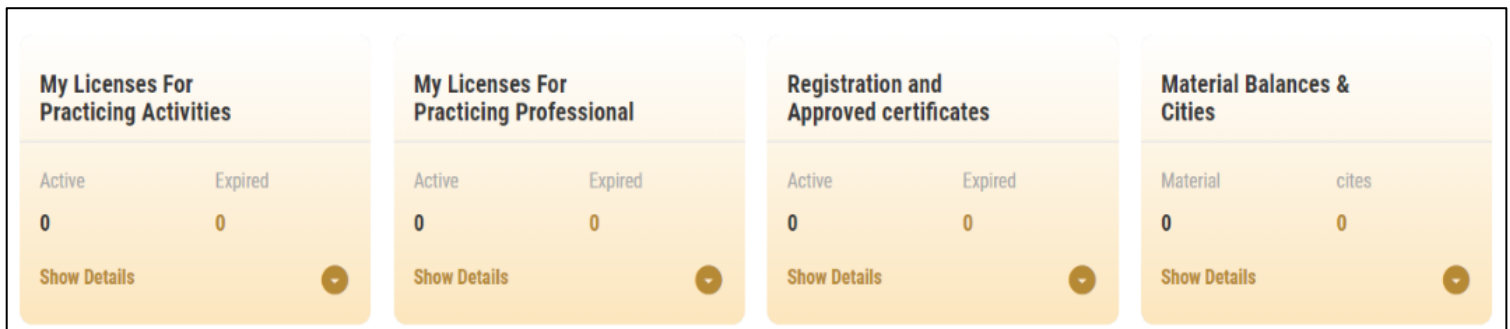 My Licenses For
Practicing Activities
Active Expired
0 0
Show Details
My Licenses For
Practicing Professional
Active Expired
0 0
Show Details
Registration and
Approved certificates
Active Expired
0 0
Show Details
Material Balances &
Cities
Material cites
0 0
Show Details